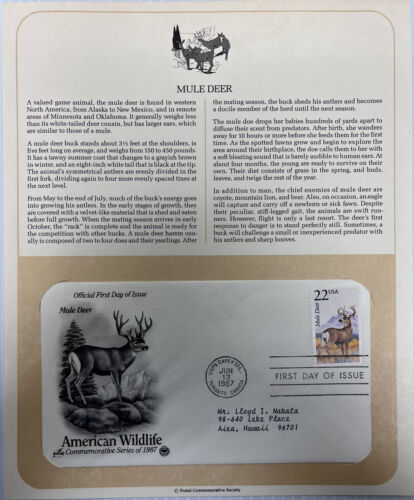 MULE DEER
A valued game animal, the mule deer is found in western
North America, from Alaska to New Mexico, and in remote
areas of Minnesota and Oklahoma. It generally weighs less
than its white-tailed deer cousin, but has larger ears, which
are similar to those of a mule.
A mule deer buck stands about 3½ feet at the shoulders, is
five feet long on average, and weighs from 150 to 450 pounds.
It has a tawny summer coat that changes to a grayish brown
in winter, and an eight-inch white tail that is black at the tip.
The animal's symmetrical antlers are evenly divided in the
first fork, dividing again to four more evenly spaced tines at
the next level.
From May to the end of July, much of the buck's energy goes
into growing his antlers. In the early stages of growth, they
are covered with a velvet-like material that is shed and eaten
before full growth. When the mating season arrives in early
October, the "rack" is complete and the animal is ready for
the competition with other bucks. A mule deer harem usu-
ally is composed of two to four does and their yearlings. After
the mating season, the buck sheds his antlers and becomes
a docile member of the herd until the next season.
The mule doe drops her babies hundreds of yards apart to
diffuse their scent from predators. After birth, she wanders
away for 10 hours or more before she feeds them for the first
time. As the spotted fawns grow and begin to explore the
area around their birthplace, the doe calls them to her with
a soft bleating sound that is barely audible to human ears. At
about four months, the young are ready to survive on their
own. Their diet consists of grass in the spring, and buds,
leaves, and twigs the rest of the year.
In addition to man, the chief enemies of mule deer are
coyote, mountain lion, and bear. Also, on occasion, an eagle
will capture and carry off a newborn or sick fawn. Despite
their peculiar, stiff-legged gait, the animals are swift run-
ners. However, flight is only a last resort. The deer's first
response to danger is to stand perfectly still. Sometimes, a
buck will challenge a small or inexperienced predator with
his antlers and sharp hooves.
Official First Day of Issue
Mule Deer
American Wildlife
Commemorative Series of 1987
22 USA
Mule Deer
USPS CAPEX STA.
JUN
13
1987
TORONTO CANADA
FIRST DAY OF ISSUE
Mr. Lloyd I. Nakata
98-640 Leke Place
Aiea, Hawaii 96701
© Postal Commemorative Society